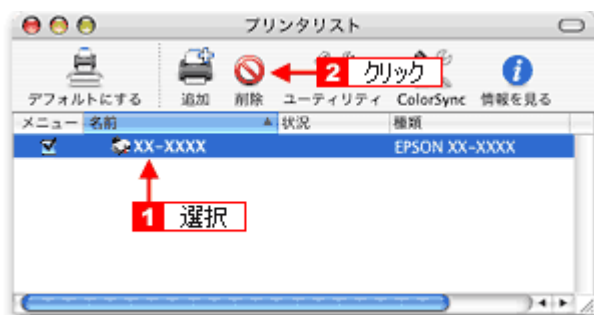 プリンタリスト
2 クリック
デフォルトにする 追加 削除 ユーティリティ ColorSync 情報を見る
メニュー 名前 状況 種類
XX-XXXX EPSON XX-XXXX
1 選択